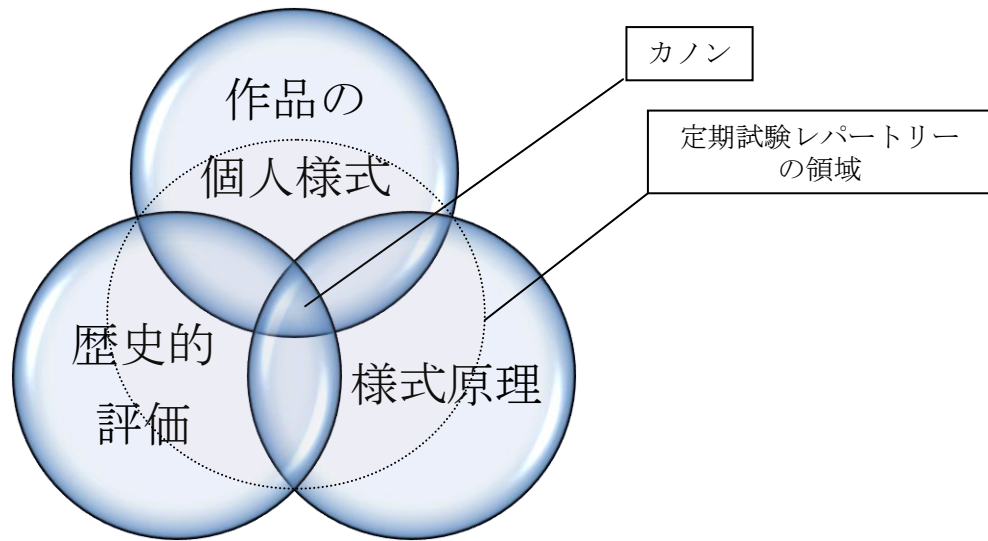 作品の
個人様式
歴史的
評価
様式原理
カノン
定期試験レパートリー
の領域